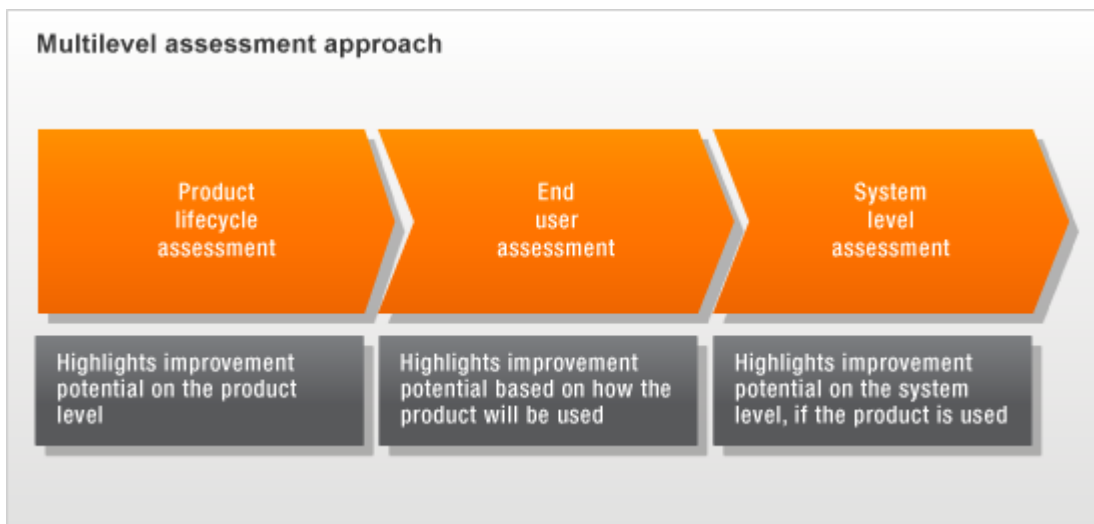 Multilevel assessment approach
Product
lifecycle
assessment
End
user
assessment
System
level
assessment
Highlights improvement
potential on the product
level
Highlights improvement
potential based on how the
product will be used
Highlights improvement
potential on the system
level, if the product is used